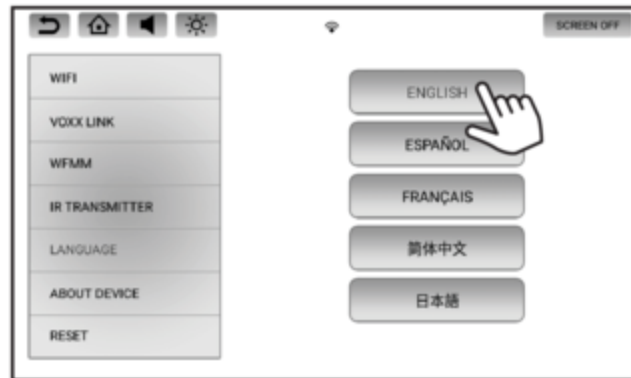 SCREEN OFF
WIFI
VOXX LINK
WFMM
IR TRANSMITTER
LANGUAGE
ABOUT DEVICE
RESET
ENGLISH
ESPAÑOL
FRANÇAIS
简体中文
日本語